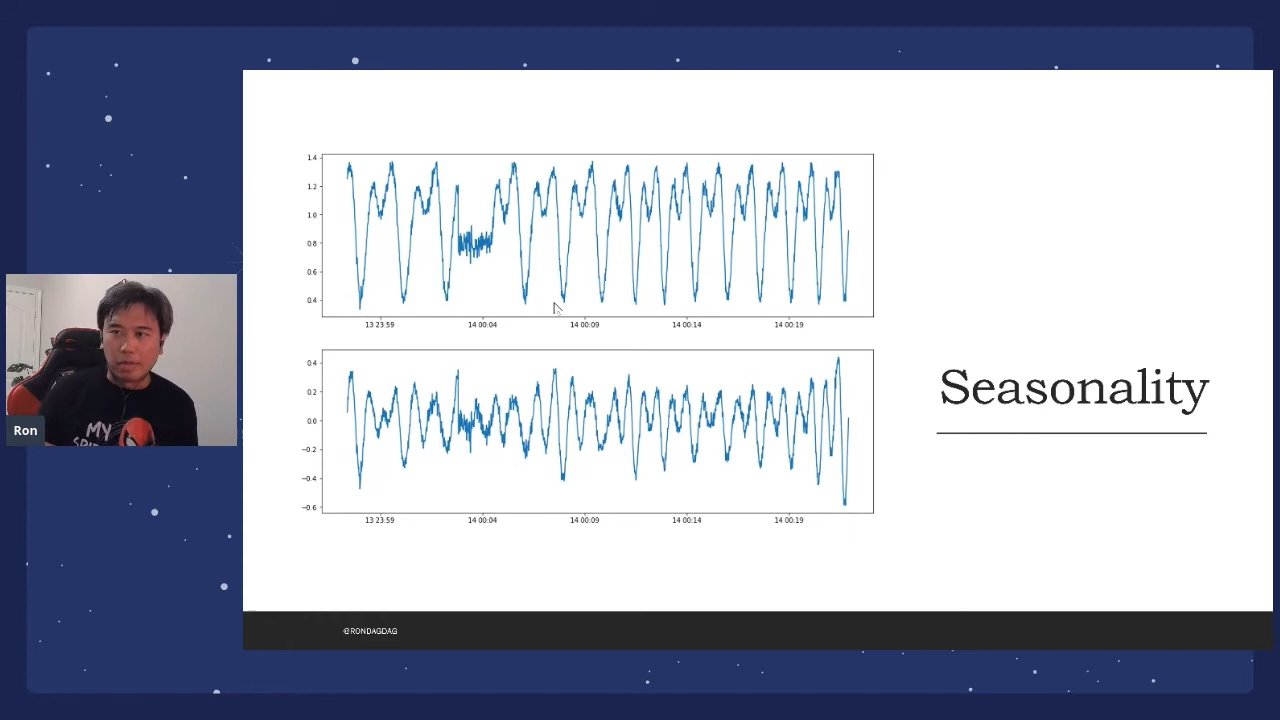 1.4
1.2
1.0
0.8
0.6
0.4
13 23:59 14 00:04 14 00:09 14 00:14 14 00:19
0.4
0.2
0.0
−0.2
−0.4
−0.6
13 23:59 14 00:04 14 00:09 14 00:14 14 00:19
Seasonality
Ron
MY
@RONDAGDAG